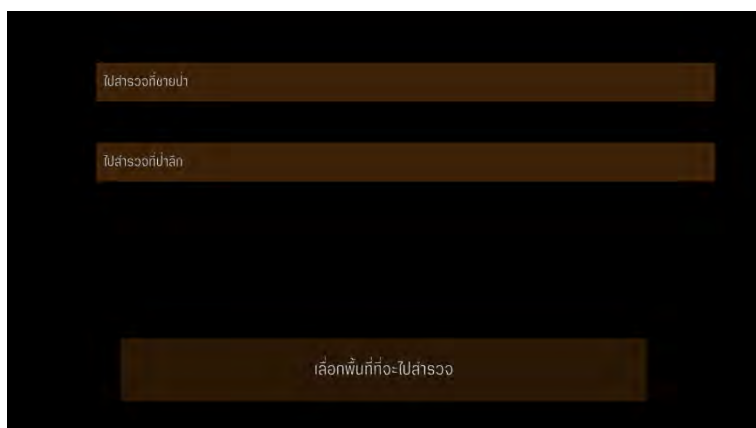 ไปสำรวจที่ชายป่า
ไปสำรวจที่ป่าลึก
เลือกพื้นที่ที่จะไปสำรวจ